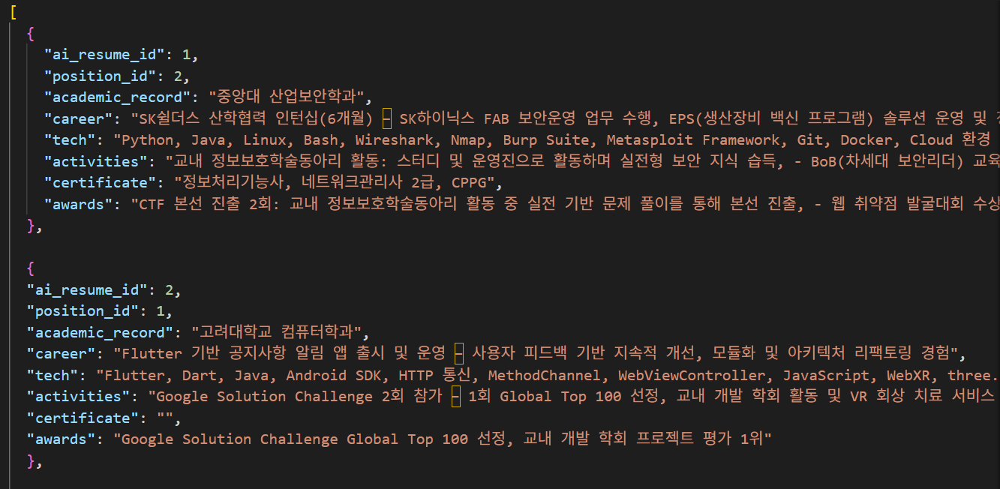 [
{
"ai_resume_id": 1,
"position_id": 2,
"academic_record": "중앙대 산업보안학과",
"career": "SK쉴더스 산학협력 인턴십(6개월) – SK하이닉스 FAB 보안운영 업무 수행, EPS(생산장비 백신 프로그램) 솔루션 운영 및
"tech": "Python, Java, Linux, Bash, Wireshark, Nmap, Burp Suite, Metasploit Framework, Git, Docker, Cloud 환경
"activities": "교내 정보보호학술동아리 활동: 스터디 및 운영진으로 활동하며 실전형 보안 지식 습득, - BoB(차세대 보안리더) 교육
"certificate": "정보처리기능사, 네트워크관리사 2급, CPPG",
"awards": "CTF 본선 진출 2회: 교내 정보보호학술동아리 활동 중 실전 기반 문제 풀이를 통해 본선 진출, - 웹 취약점 발굴대회 수상
},
{
"ai_resume_id": 2,
"position_id": 1,
"academic_record": "고려대학교 컴퓨터학과",
"career": "Flutter 기반 공지사항 알림 앱 출시 및 운영 – 사용자 피드백 기반 지속적 개선, 모듈화 및 아키텍처 리팩토링 경험",
"tech": "Flutter, Dart, Java, Android SDK, HTTP 통신, MethodChannel, WebViewController, JavaScript, WebXR, three.
"activities": "Google Solution Challenge 2회 참가 – 1회 Global Top 100 선정, 교내 개발 학회 활동 및 VR 회상 치료 서비스
"certificate": "",
"awards": "Google Solution Challenge Global Top 100 선정, 교내 개발 학회 프로젝트 평가 1위"
},